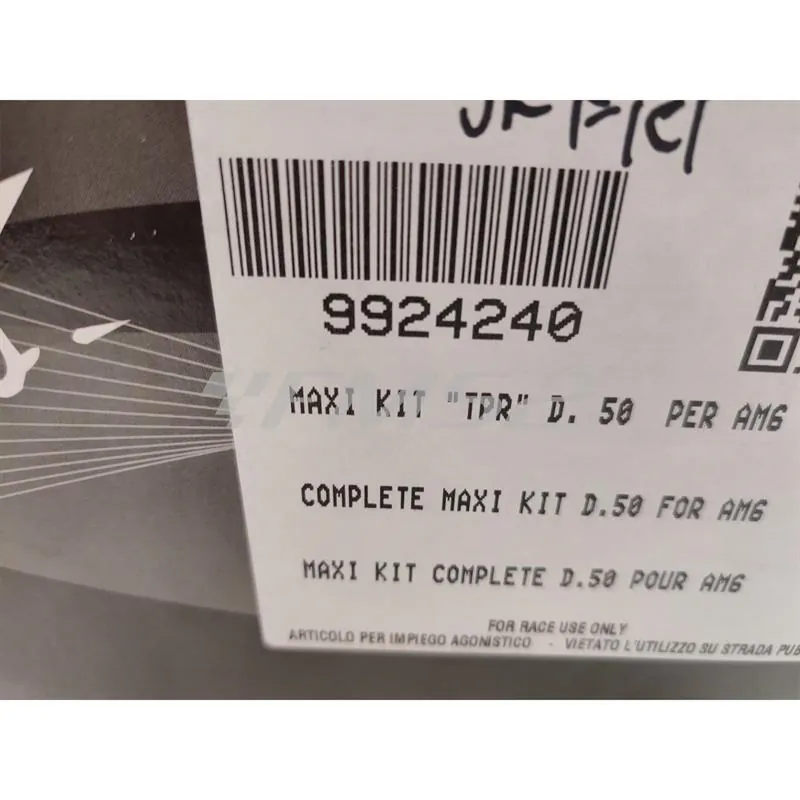 9924240
MAXI KIT "TPR" D. 50 PER AM6
COMPLETE MAXI KIT D.50 FOR AM6
MAXI KIT COMPLETE D.50 POUR AM6
FOR RACE USE ONLY
ARTICOLO PER IMPIEGO AGONISTICO - VIETATO L'UTILIZZO SU STRADA PUB